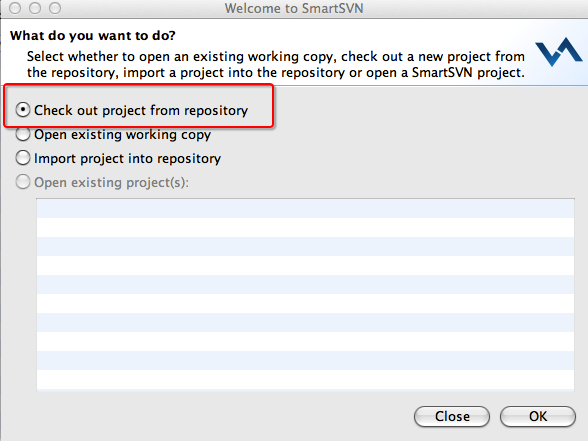 Welcome to SmartSVN
What do you want to do?
Select whether to open an existing working copy, check out a new project from
the repository, import a project into the repository or open a SmartSVN project.
Check out project from repository
Open existing working copy
Import project into repository
Open existing project(s):
Close
OK